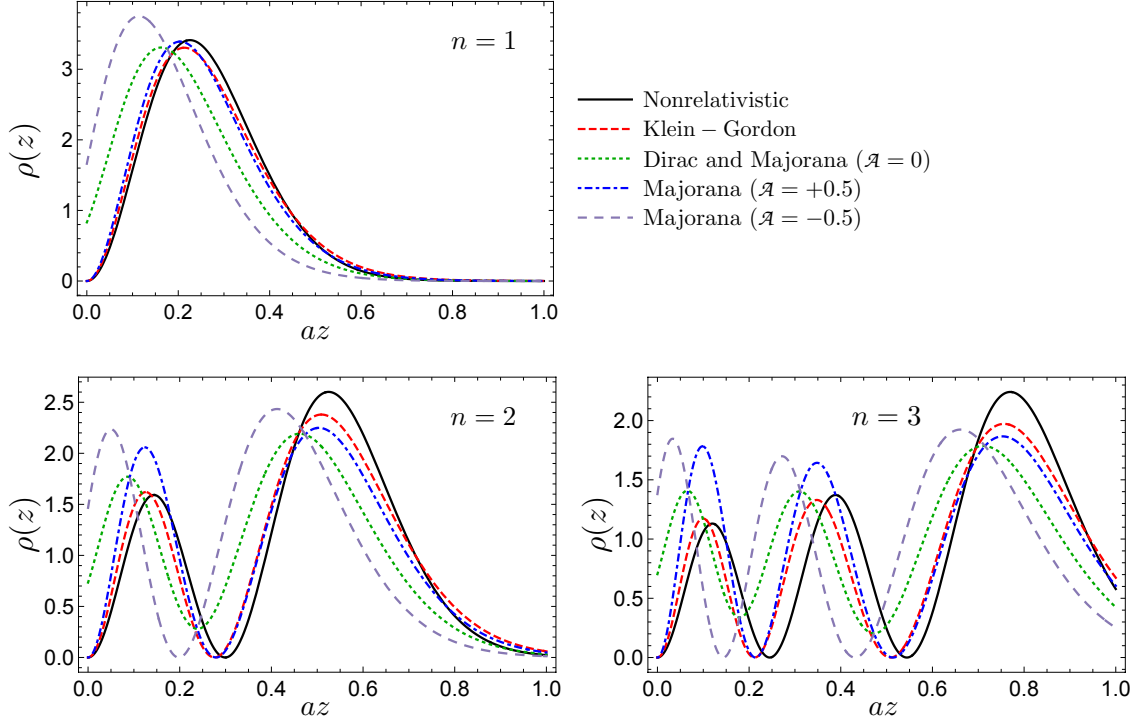 n = 1
ρ(z)
3
2
1
0
0.0 0.2 0.4 0.6 0.8 1.0
az
Nonrelativistic
Klein – Gordon
Dirac and Majorana (𝒜 = 0)
Majorana (𝒜 = +0.5)
Majorana (𝒜 = −0.5)
n = 2
ρ(z)
2.5
2.0
1.5
1.0
0.5
0.0
0.0 0.2 0.4 0.6 0.8 1.0
az
n = 3
ρ(z)
2.0
1.5
1.0
0.5
0.0
0.0 0.2 0.4 0.6 0.8 1.0
az